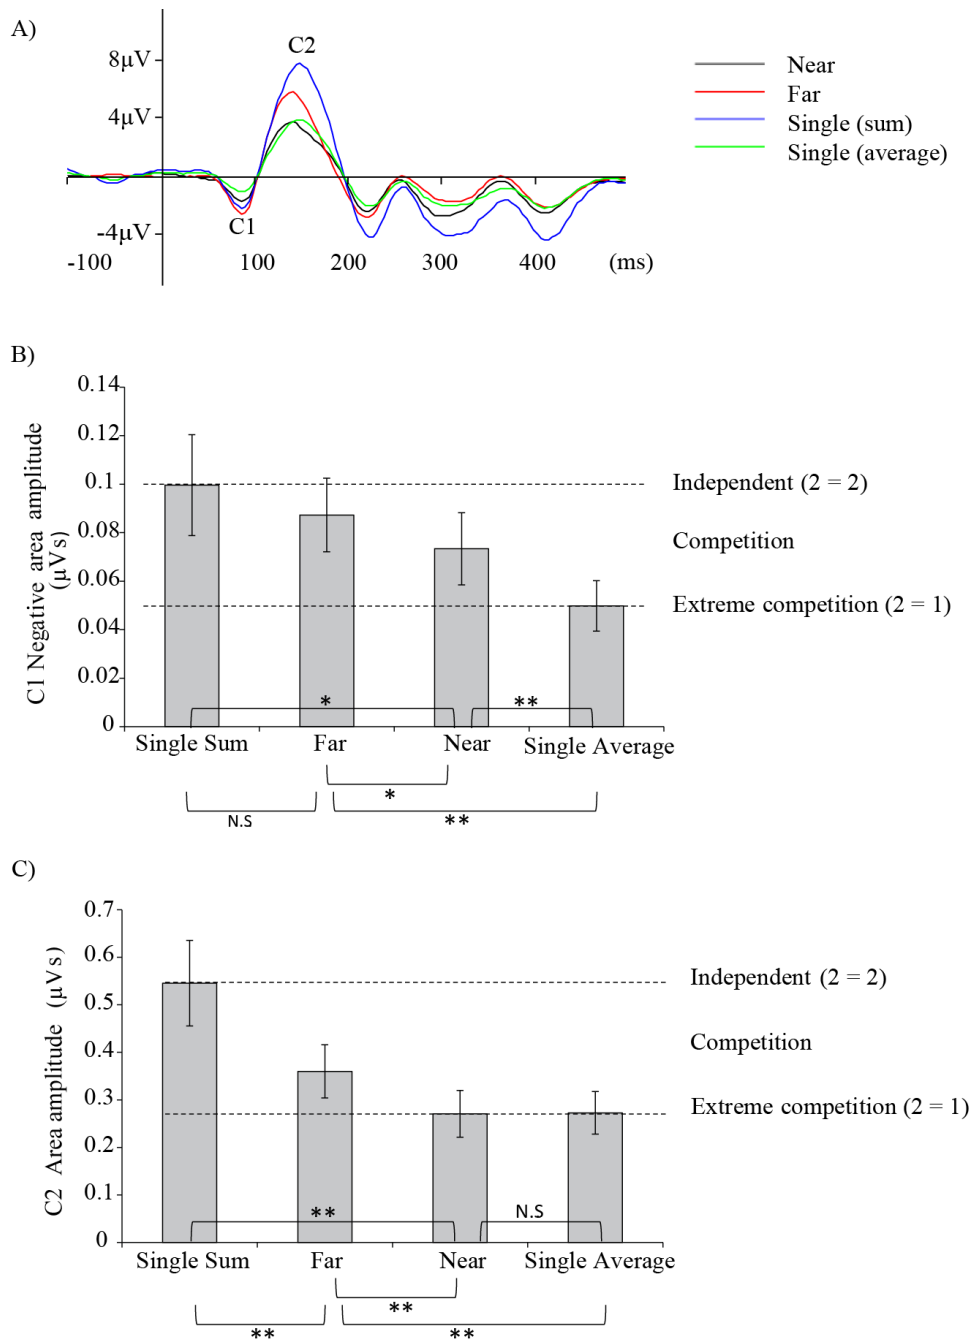 A)
C2
8µV
4µV
-4µV
C1
-100
100
200
300
400
(ms)
Near
Far
Single (sum)
Single (average)
B)
C1 Negative area amplitude
(µVs)
0.14
0.12
0.1
0.08
0.06
0.04
0.02
0
Independent (2 = 2)
Competition
Extreme competition (2 = 1)
*
**
Single Sum
Far
Near
Single Average
*
N.S
**
C)
C2 Area amplitude (µVs)
0.7
0.6
0.5
0.4
0.3
0.2
0.1
0
Independent (2 = 2)
Competition
Extreme competition (2 = 1)
**
N.S
Single Sum
Far
Near
Single Average
**
**
**